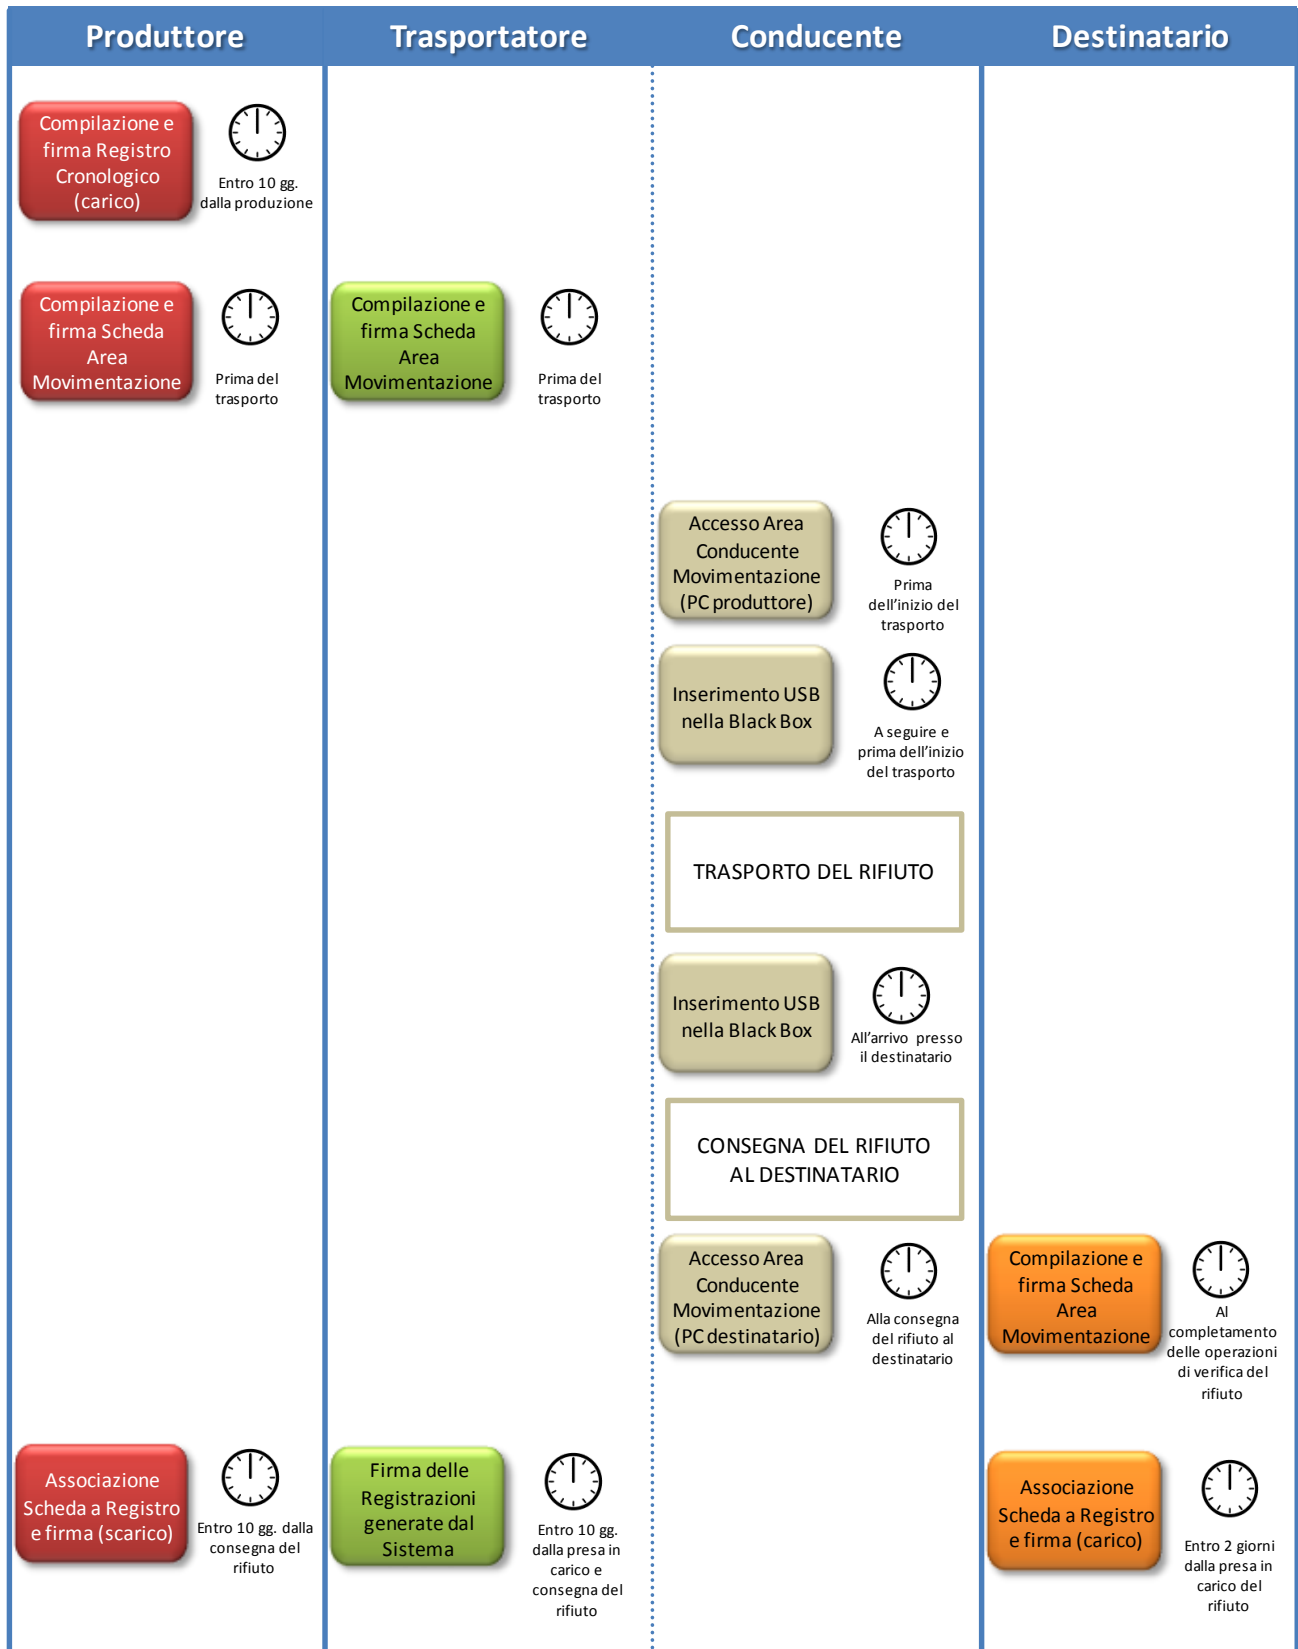 Produttore
Trasportatore
Conducente
Destinatario
Compilazione e
firma Registro
Cronologico
(carico)
Entro 10 gg.
dalla produzione
Compilazione e
firma Scheda
Area
Movimentazione
Prima del
trasporto
Compilazione e
firma Scheda
Area
Movimentazione
Prima del
trasporto
Accesso Area
Conducente
Movimentazione
(PC produttore)
Prima
dell'inizio del
trasporto
Inserimento USB
nella Black Box
A seguire e
prima dell'inizio
del trasporto
TRASPORTO DEL RIFIUTO
Inserimento USB
nella Black Box
All'arrivo presso
il destinatario
CONSEGNA DEL RIFIUTO
AL DESTINATARIO
Accesso Area
Conducente
Movimentazione
(PC destinatario)
Alla consegna
del rifiuto al
destinatario
Compilazione e
firma Scheda
Area
Movimentazione
Al
completamento
delle operazioni
di verifica del
rifiuto
Associazione
Scheda a Registro
e firma (scarico)
Entro 10 gg. dalla
consegna del
rifiuto
Firma delle
Registrazioni
generate dal
Sistema
Entro 10 gg.
dalla presa in
carico e
consegna del
rifiuto
Associazione
Scheda a Registro
e firma (carico)
Entro 2 giorni
dalla presa in
carico del
rifiuto